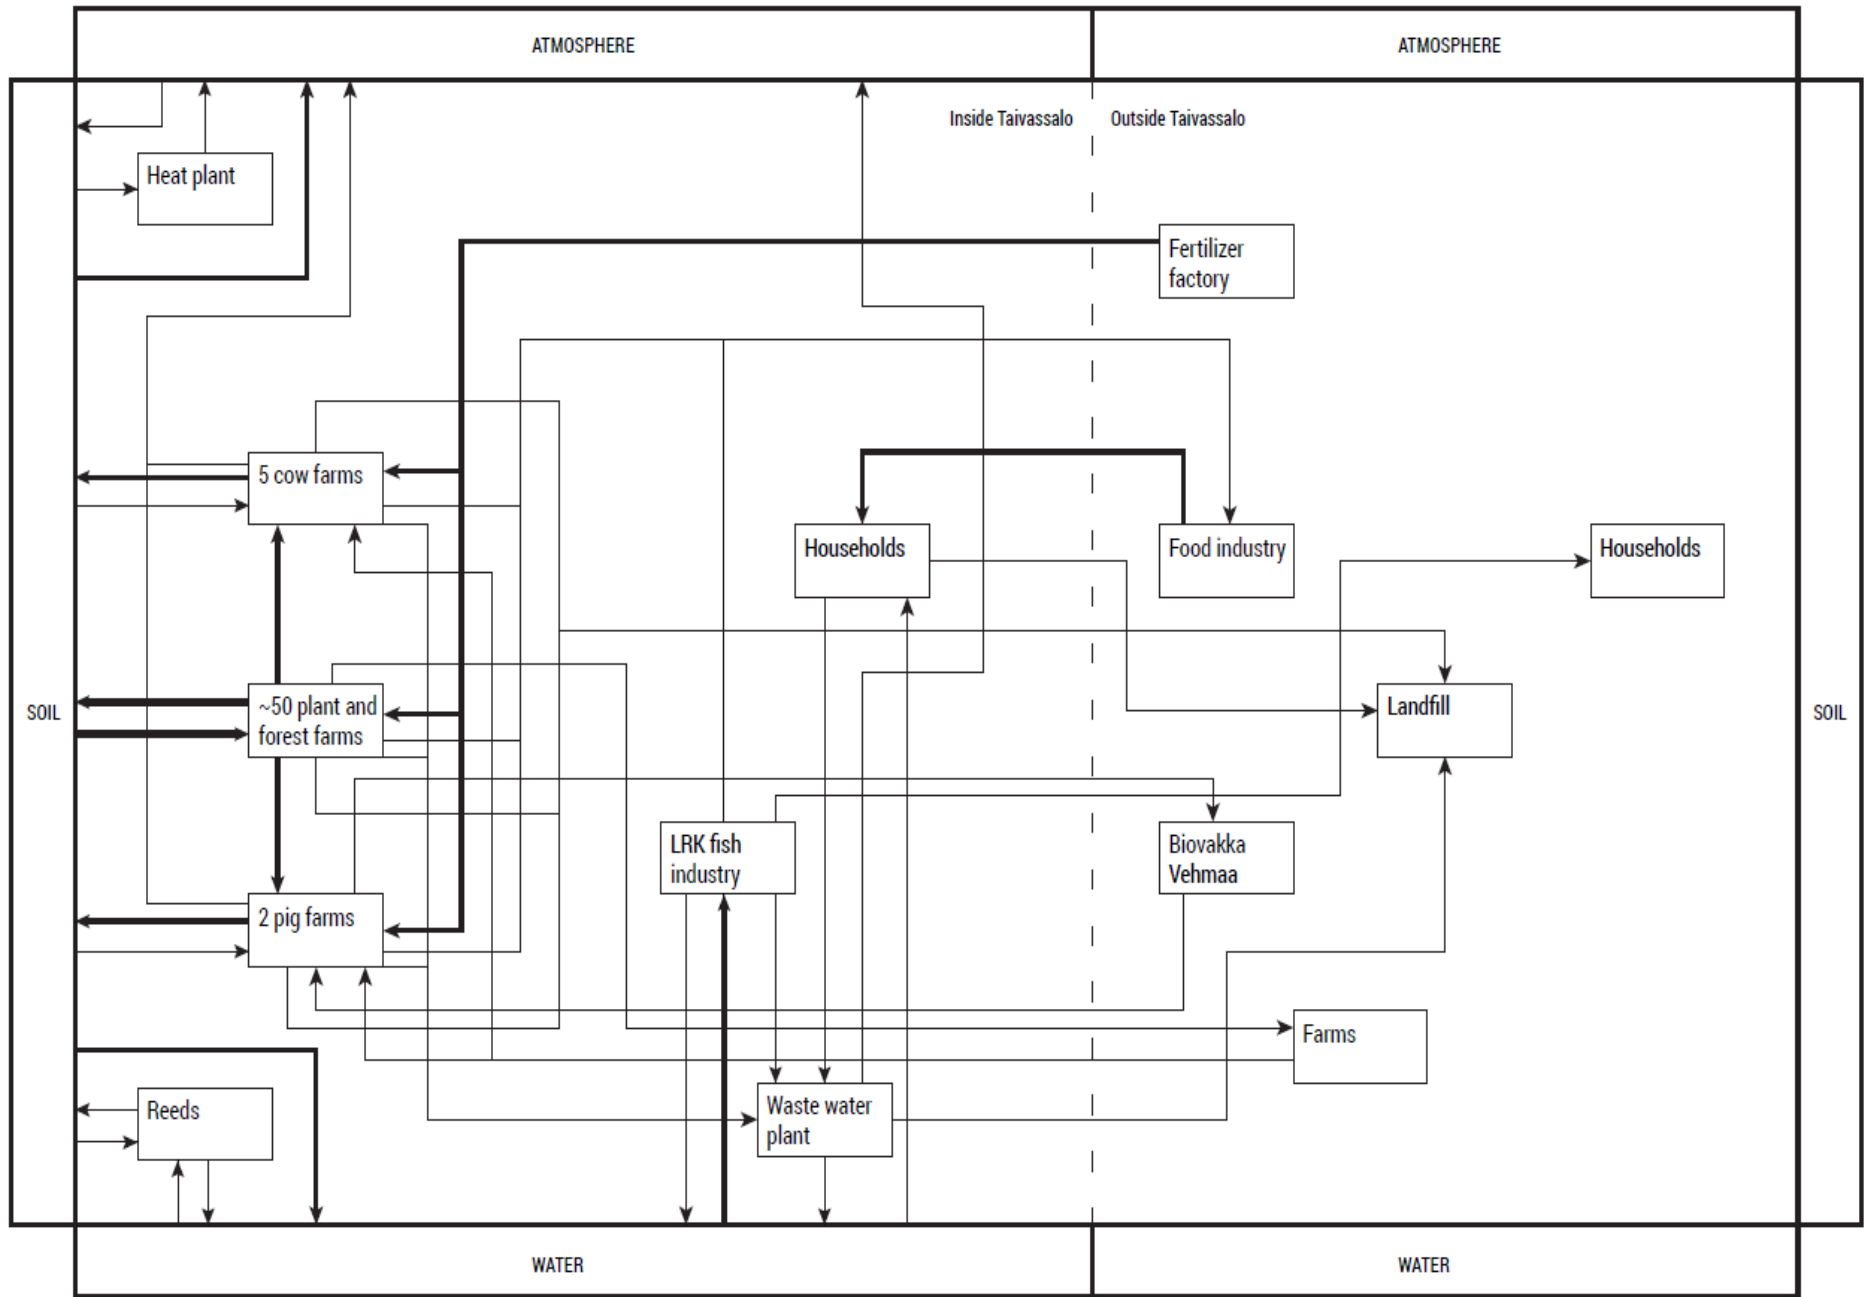 ATMOSPHERE
ATMOSPHERE
Inside Taivassalo
Outside Taivassalo
Heat plant
Fertilizer
factory
5 cow farms
Households
Food industry
Households
SOIL
~50 plant and
forest farms
Landfill
SOIL
LRK fish
industry
Biovakka
Vehmaa
2 pig farms
Farms
Reeds
Waste water
plant
WATER
WATER